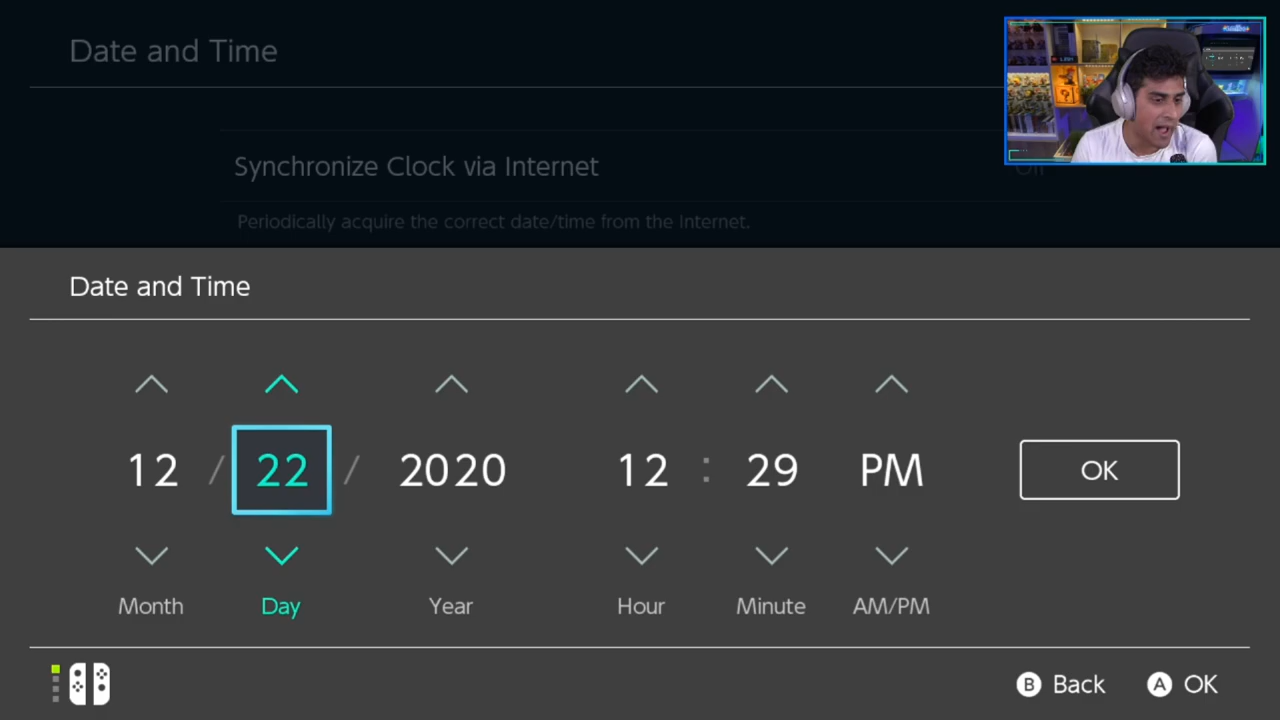 Date and Time
Synchronize Clock via Internet
Off
Periodically acquire the correct date/time from the Internet.
Date and Time
12 / 22 / 2020 12 : 29 PM OK
Month Day Year Hour Minute AM/PM
B Back A OK